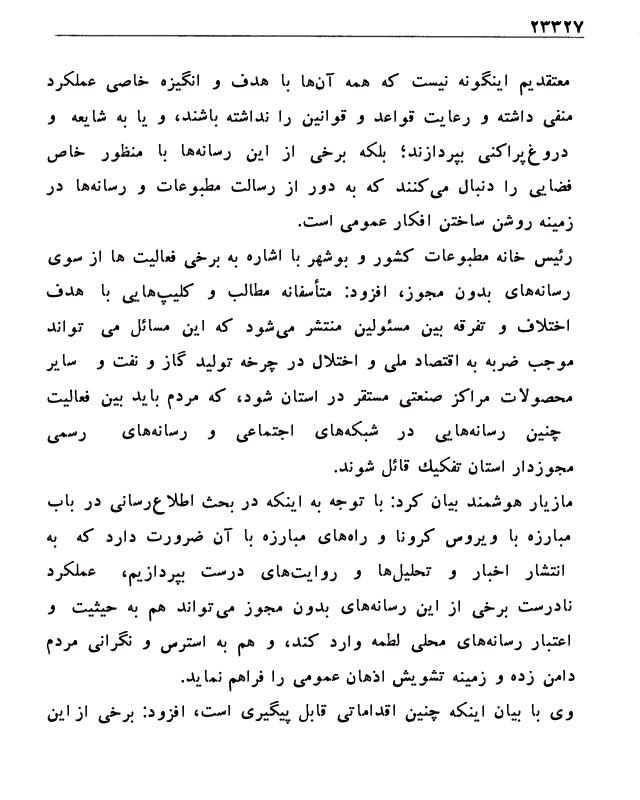 ۲۳۳۲۷
معتقدیم اینگونه نیست که همه آن‌ها با هدف و انگیزه خاصی عملکرد
منفی داشته و رعایت قواعد و قوانین را نداشته باشند، و یا به شایعه و
دروغ‌پراکنی بپردازند؛ بلکه برخی از این رسانه‌ها با منظور خاص
فضایی را دنبال می‌کنند که به دور از رسالت مطبوعات و رسانه‌ها در
زمینه روشن ساختن افکار عمومی است.
رئیس خانه مطبوعات کشور و بوشهر با اشاره به برخی فعالیت ها از سوی
رسانه‌های بدون مجوز، افزود: متأسفانه مطالب و کلیپ‌هایی با هدف
اختلاف و تفرقه بین مسئولین منتشر می‌شود که این مسائل می تواند
موجب ضربه به اقتصاد ملی و اختلال در چرخه تولید گاز و نفت و سایر
محصولات مراکز صنعتی مستقر در استان شود، که مردم باید بین فعالیت
چنین رسانه‌هایی در شبکه‌های اجتماعی و رسانه‌های رسمی
مجوزدار استان تفکیك قائل شوند.
مازیار هوشمند بیان کرد: با توجه به اینکه در بحث اطلاع‌رسانی در باب
مبارزه با ویروس کرونا و راه‌های مبارزه با آن ضرورت دارد که به
انتشار اخبار و تحلیل‌ها و روایت‌های درست بپردازیم، عملکرد
نادرست برخی از این رسانه‌های بدون مجوز می‌تواند هم به حیثیت و
اعتبار رسانه‌های محلی لطمه وارد کند، و هم به استرس و نگرانی مردم
دامن زده و زمینه تشویش اذهان عمومی را فراهم نماید.
وی با بیان اینکه چنین اقداماتی قابل پیگیری است، افزود: برخی از این